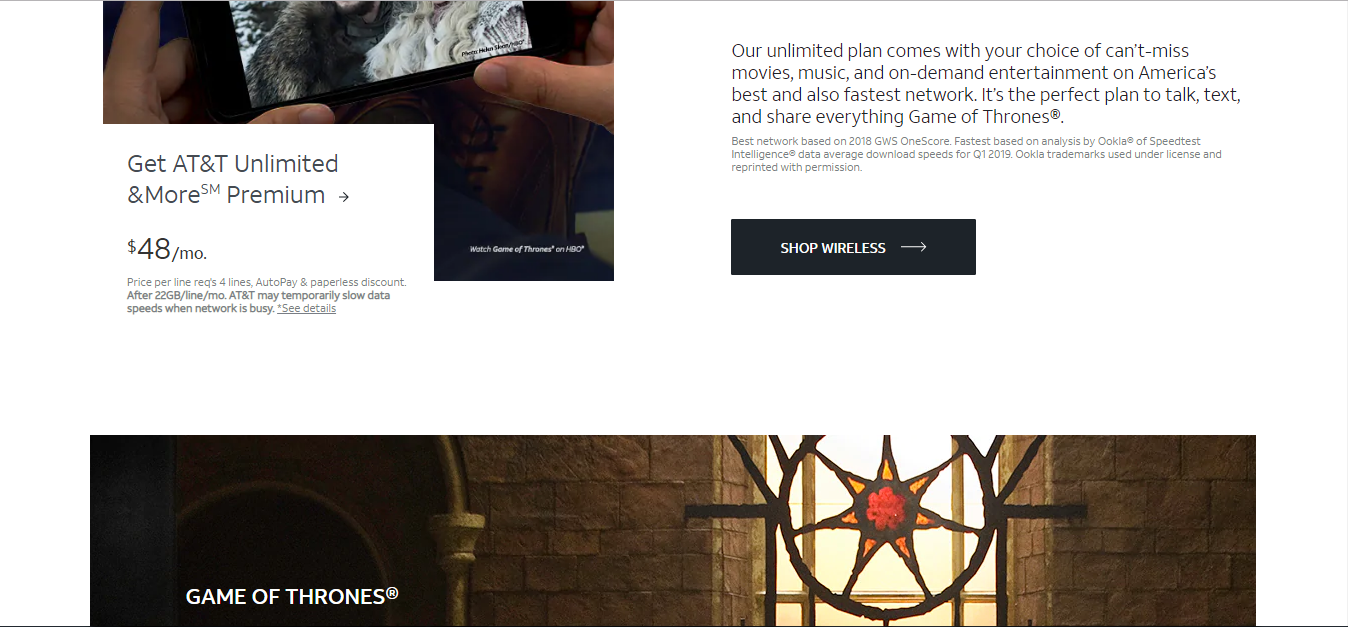 Photo: Helen Sloan/HBO®
Get AT&T Unlimited
&More℠ Premium →
$48/mo.
Price per line req's 4 lines, AutoPay & paperless discount.
After 22GB/line/mo. AT&T may temporarily slow data
speeds when network is busy. *See details
Watch Game of Thrones® on HBO®
Our unlimited plan comes with your choice of can't-miss
movies, music, and on-demand entertainment on America's
best and also fastest network. It's the perfect plan to talk, text,
and share everything Game of Thrones®.
Best network based on 2018 GWS OneScore. Fastest based on analysis by Ookla® of Speedtest
Intelligence® data average download speeds for Q1 2019. Ookla trademarks used under license and
reprinted with permission.
SHOP WIRELESS →
GAME OF THRONES®